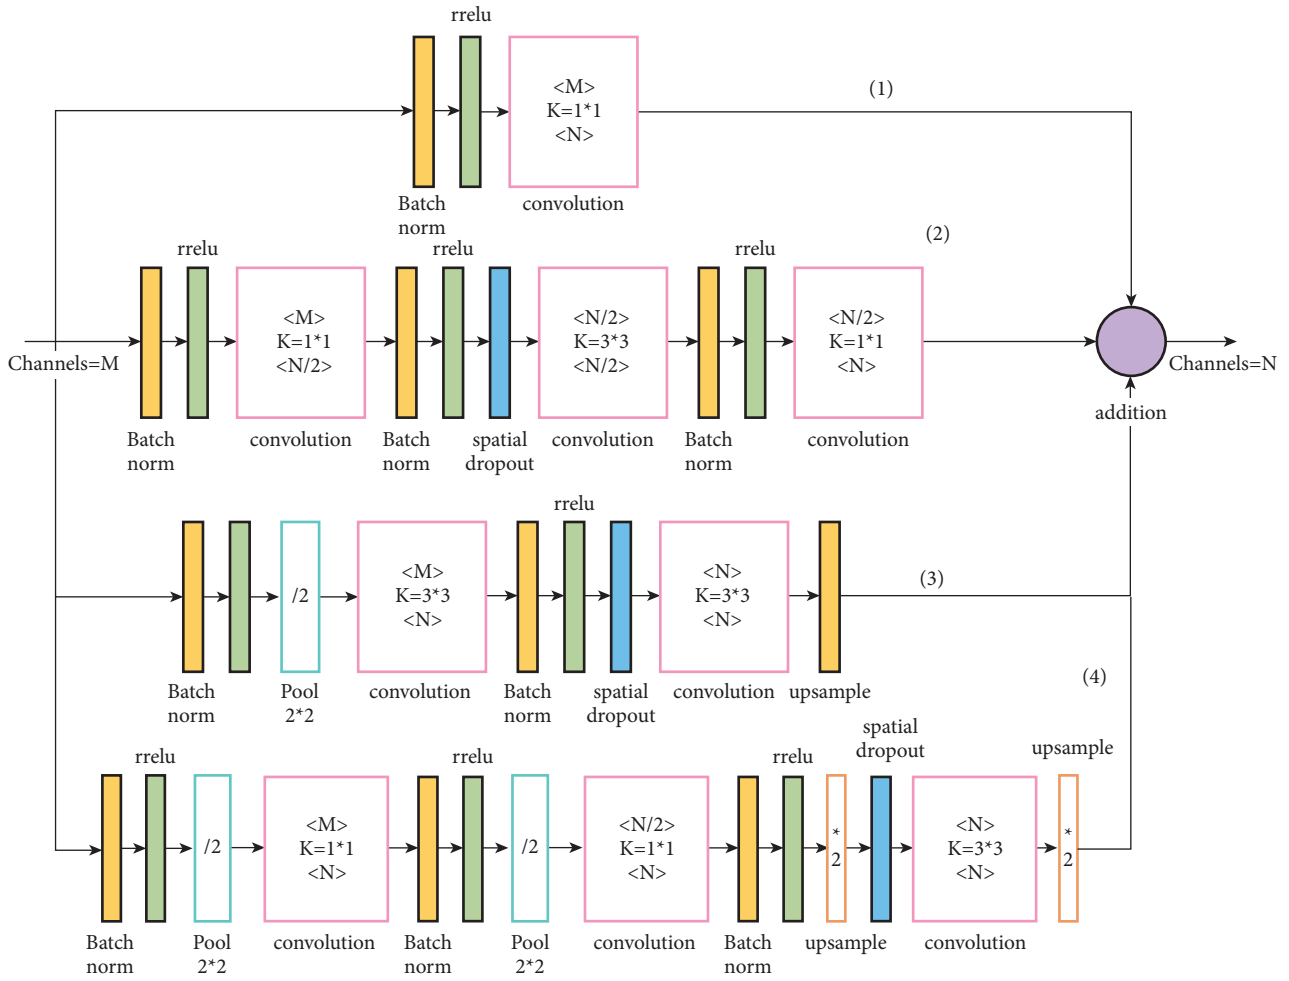 rrelu
<M>
K=1*1
<N>
(1)
Batch
norm
convolution
(2)
rrelu
rrelu
rrelu
<M>
K=1*1
<N/2>
<N/2>
K=3*3
<N/2>
<N/2>
K=1*1
<N>
Channels=M
Channels=N
addition
Batch
norm
convolution
Batch
norm
spatial
dropout
convolution
Batch
norm
convolution
rrelu
/2
<M>
K=3*3
<N>
<N>
K=3*3
<N>
(3)
Batch
norm
Pool
2*2
convolution
Batch
norm
spatial
dropout
convolution
upsample
(4)
rrelu
rrelu
rrelu
spatial
dropout
upsample
/2
<M>
K=1*1
<N>
/2
<N/2>
K=1*1
<N>
*
2
<N>
K=3*3
<N>
*
2
Batch
norm
Pool
2*2
convolution
Batch
norm
Pool
2*2
convolution
Batch
norm
upsample
convolution